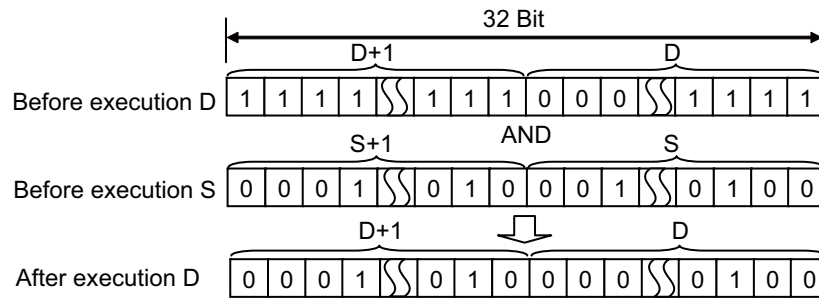 32 Bit
D+1 D
Before execution D 1 1 1 1 1 1 1 0 0 0 1 1 1 1
AND
S+1 S
Before execution S 0 0 0 1 0 1 0 0 0 1 0 1 0 0
D+1 D
After execution D 0 0 0 1 0 1 0 0 0 0 0 1 0 0